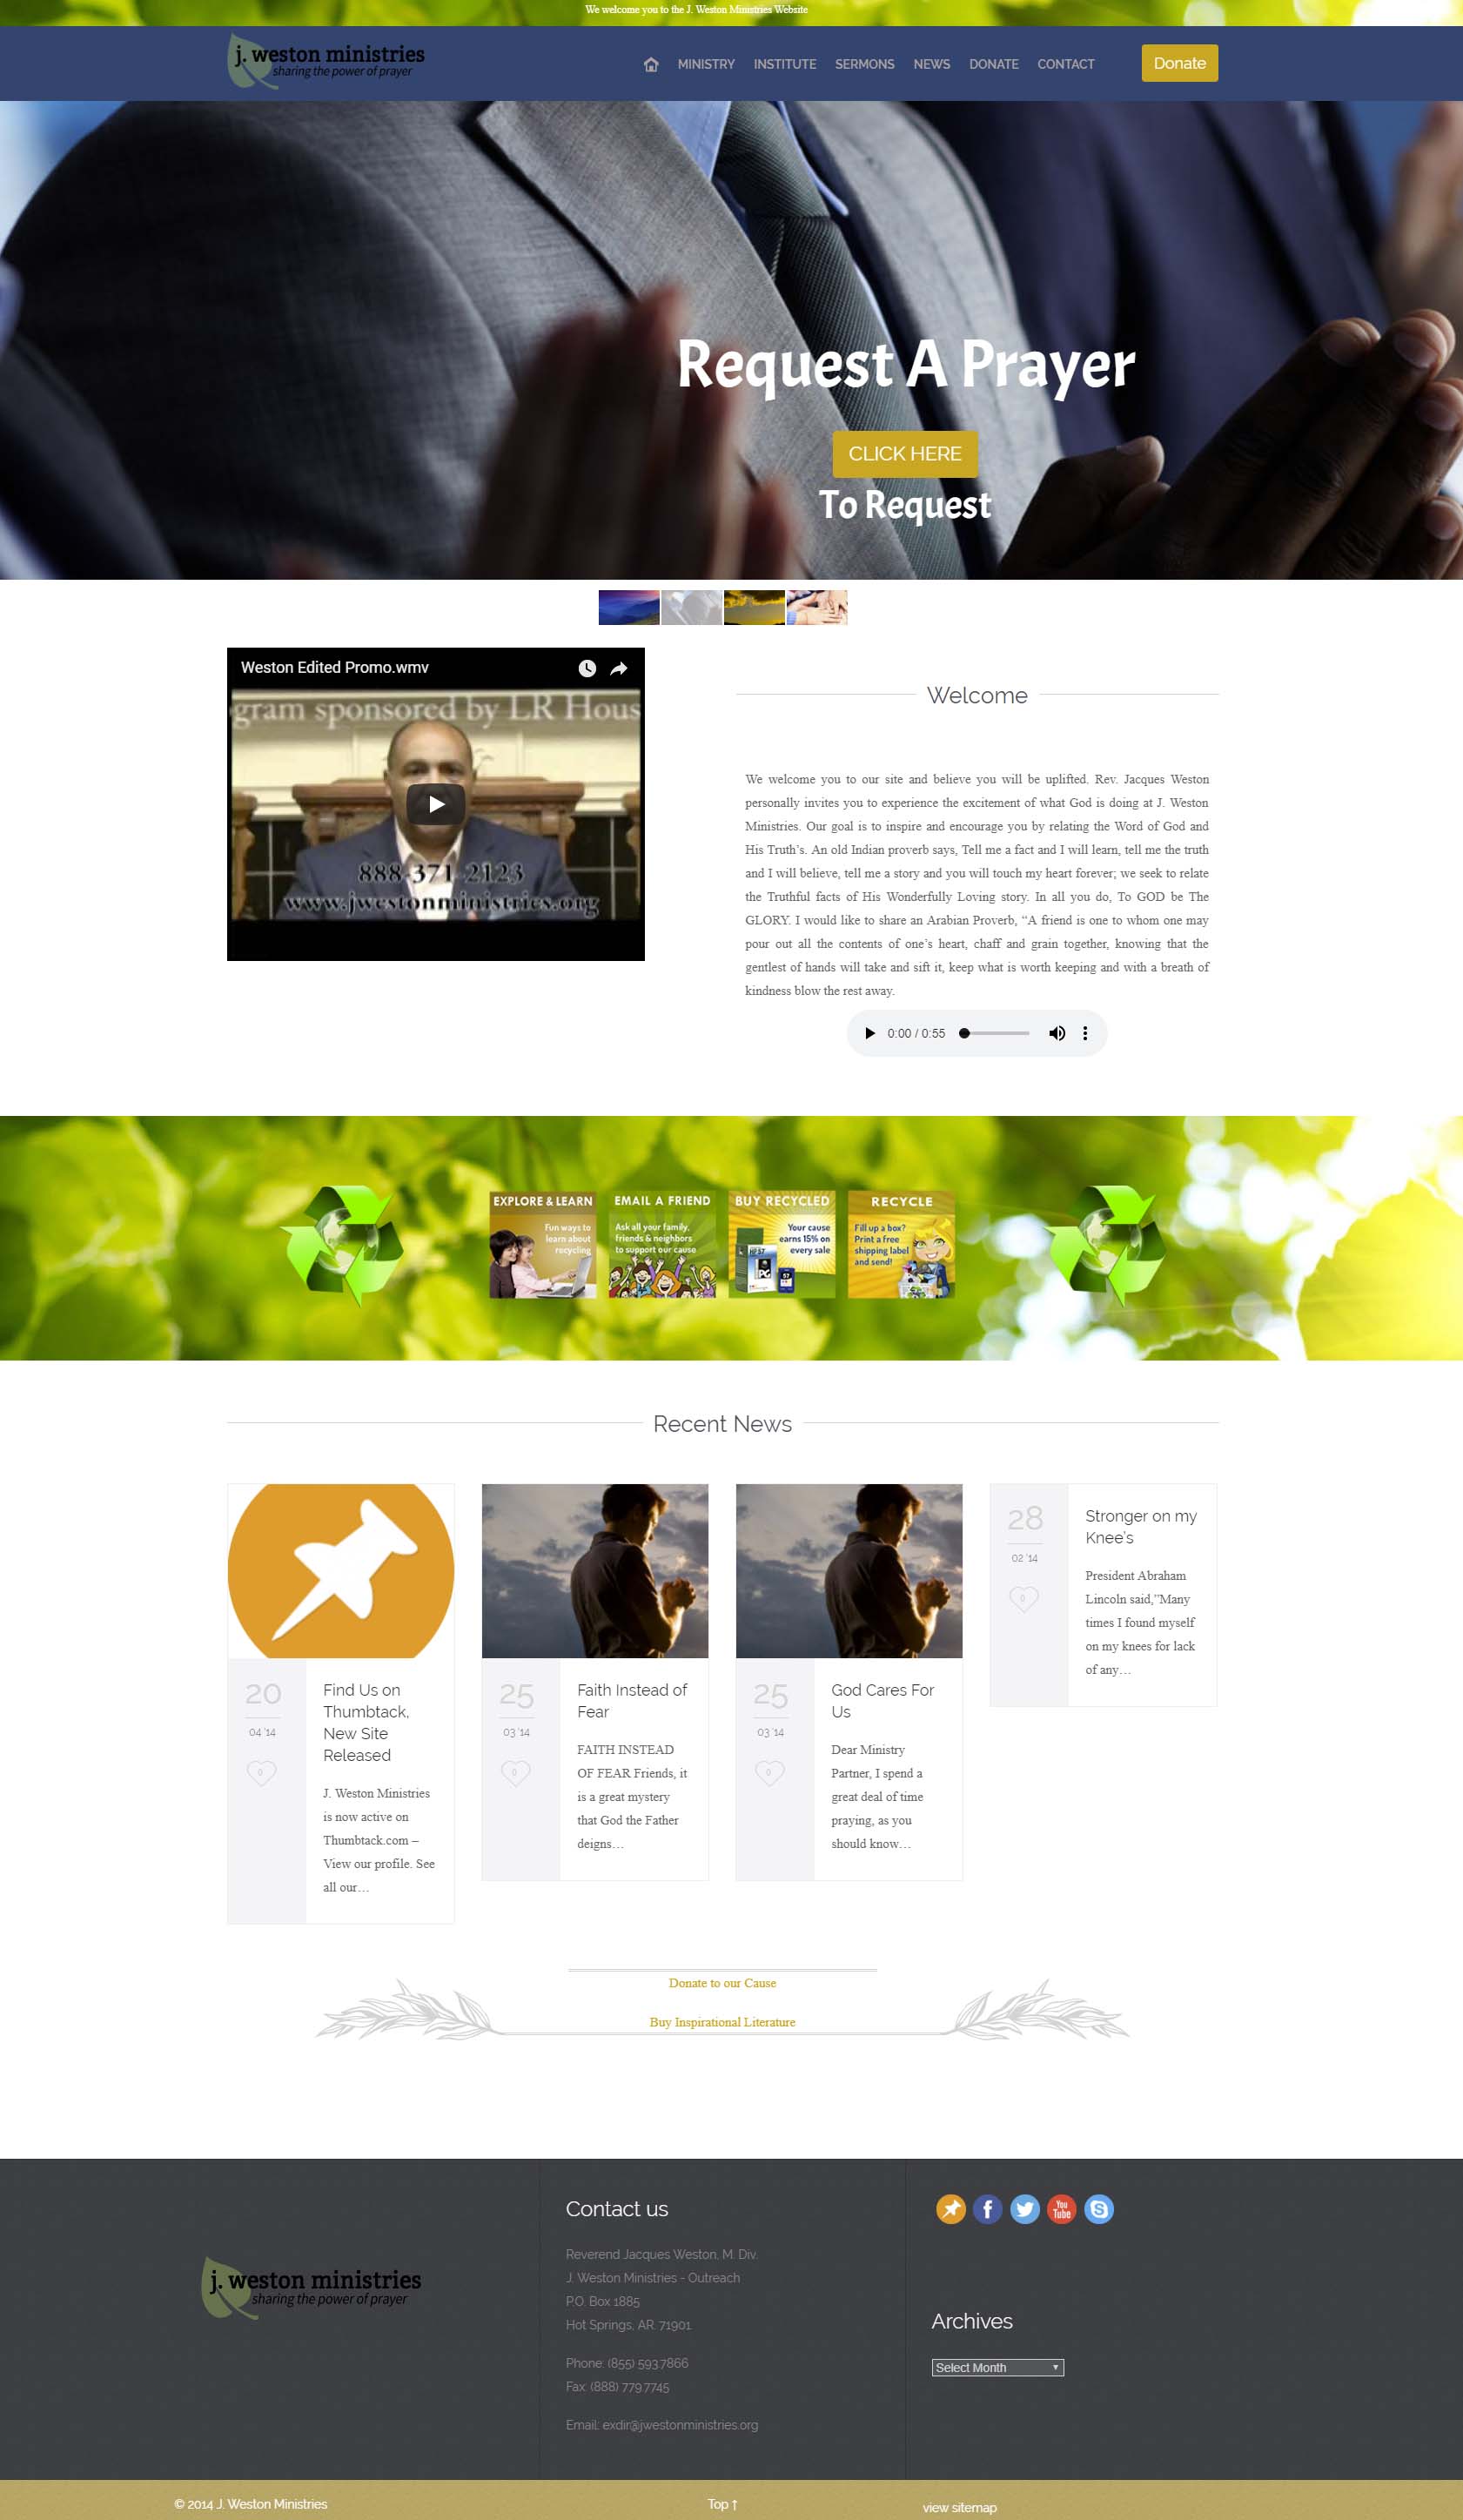 We welcome you to the J. Weston Ministries Website
j. weston ministries
sharing the power of prayer
MINISTRY INSTITUTE SERMONS NEWS DONATE CONTACT
Donate
Request A Prayer
CLICK HERE
To Request
Weston Edited Promo.wmv
gram sponsored by LR Hous
888-371-2123
www.jwestonministries.org
Welcome
We welcome you to our site and believe you will be uplifted. Rev. Jacques Weston
personally invites you to experience the excitement of what God is doing at J. Weston
Ministries. Our goal is to inspire and encourage you by relating the Word of God and
His Truth’s. An old Indian proverb says, Tell me a fact and I will learn, tell me the truth
and I will believe, tell me a story and you will touch my heart forever; we seek to relate
the Truthful facts of His Wonderfully Loving story. In all you do, To GOD be The
GLORY. I would like to share an Arabian Proverb, “A friend is one to whom one may
pour out all the contents of one’s heart, chaff and grain together, knowing that the
gentlest of hands will take and sift it, keep what is worth keeping and with a breath of
kindness blow the rest away.
0:00 / 0:55
EXPLORE & LEARN
Fun ways to
learn about
recycling
EMAIL A FRIEND
Ask all your family,
friends & neighbors
to support our cause
BUY RECYCLED
Your cause
earns 15% on
every sale
HP 57
57
RECYCLE
Fill up a box?
Print a free
shipping label
and send!
Recent News
20
04 '14
0
Find Us on
Thumbtack,
New Site
Released
J. Weston Ministries
is now active on
Thumbtack.com –
View our profile. See
all our…
25
03 '14
0
Faith Instead of
Fear
FAITH INSTEAD
OF FEAR Friends, it
is a great mystery
that God the Father
deigns…
25
03 '14
0
God Cares For
Us
Dear Ministry
Partner, I spend a
great deal of time
praying, as you
should know…
28
02 '14
0
Stronger on my
Knee's
President Abraham
Lincoln said,”Many
times I found myself
on my knees for lack
of any…
Donate to our Cause
Buy Inspirational Literature
j. weston ministries
sharing the power of prayer
Contact us
Reverend Jacques Weston, M. Div.
J. Weston Ministries - Outreach
P.O. Box 1885
Hot Springs, AR. 71901
Phone: (855) 593.7866
Fax: (888) 779.7745
Email: exdir@jwestonministries.org
You
Tube
Archives
Select Month
© 2014 J. Weston Ministries
Top ↑
view sitemap